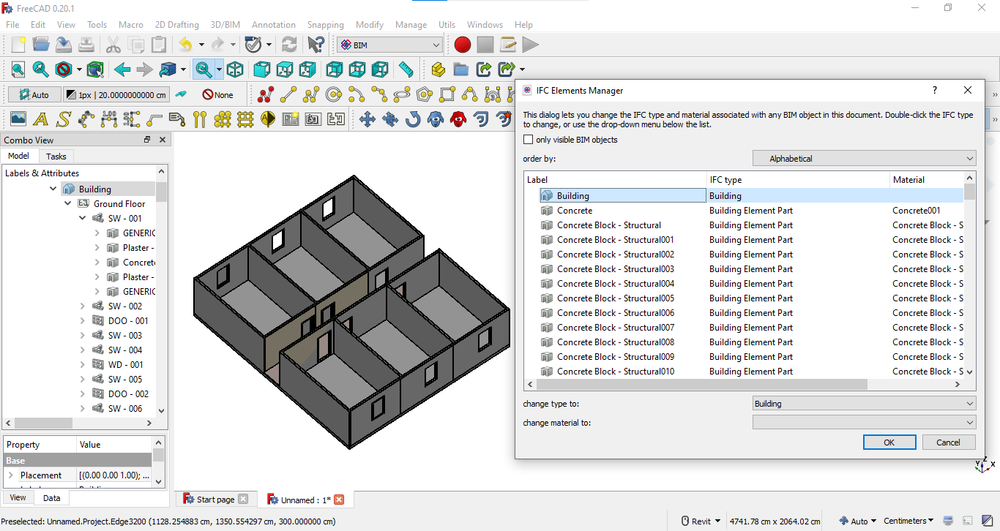 FreeCAD 0.20.1
File Edit View Tools Macro 2D Drafting 3D/BIM Annotation Snapping Modify Manage Utils Windows Help
BIM
Auto
1px | 20.0000000000 cm
None
Combo View
Model
Tasks
Labels & Attributes
Building
Ground Floor
SW - 001
GENERIC
Plaster -
Concrete
Plaster -
GENERIC
SW - 002
DOO - 001
SW - 003
SW - 004
WD - 001
SW - 005
DOO - 002
SW - 006
Property Value
Base
Placement [(0.00 0.00 1.00); ...
View
Data
IFC Elements Manager
?
This dialog lets you change the IFC type and material associated with any BIM object in this document. Double-click the IFC type
to change, or use the drop-down menu below the list.
only visible BIM objects
order by: Alphabetical
Label IFC type Material
Building Building
Concrete Building Element Part Concrete001
Concrete Block - Structural Building Element Part Concrete Block - S
Concrete Block - Structural001 Building Element Part Concrete Block - S
Concrete Block - Structural002 Building Element Part Concrete Block - S
Concrete Block - Structural003 Building Element Part Concrete Block - S
Concrete Block - Structural004 Building Element Part Concrete Block - S
Concrete Block - Structural005 Building Element Part Concrete Block - S
Concrete Block - Structural006 Building Element Part Concrete Block - S
Concrete Block - Structural007 Building Element Part Concrete Block - S
Concrete Block - Structural008 Building Element Part Concrete Block - S
Concrete Block - Structural009 Building Element Part Concrete Block - S
Concrete Block - Structural010 Building Element Part Concrete Block - S
change type to: Building
change material to:
OK Cancel
Y Z X
Start page
Unnamed : 1*
Preselected: Unnamed.Project.Edge3200 (1128.254883 cm, 1350.554297 cm, 300.000000 cm)
Revit
4741.78 cm x 2064.02 cm
Auto
Centimeters